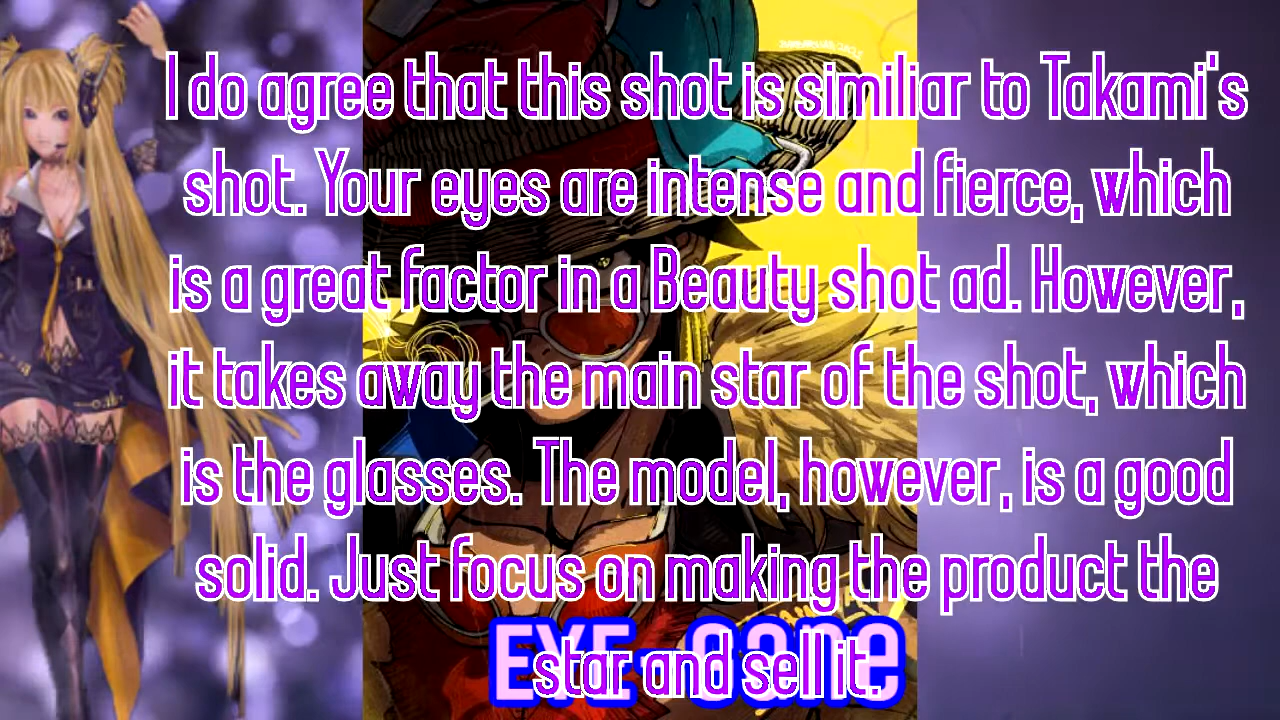 I do agree that this shot is similiar to Takami's
shot. Your eyes are intense and fierce, which
is a great factor in a Beauty shot ad. However,
it takes away the main star of the shot, which
is the glasses. The model, however, is a good
solid. Just focus on making the product the
star and sell it.